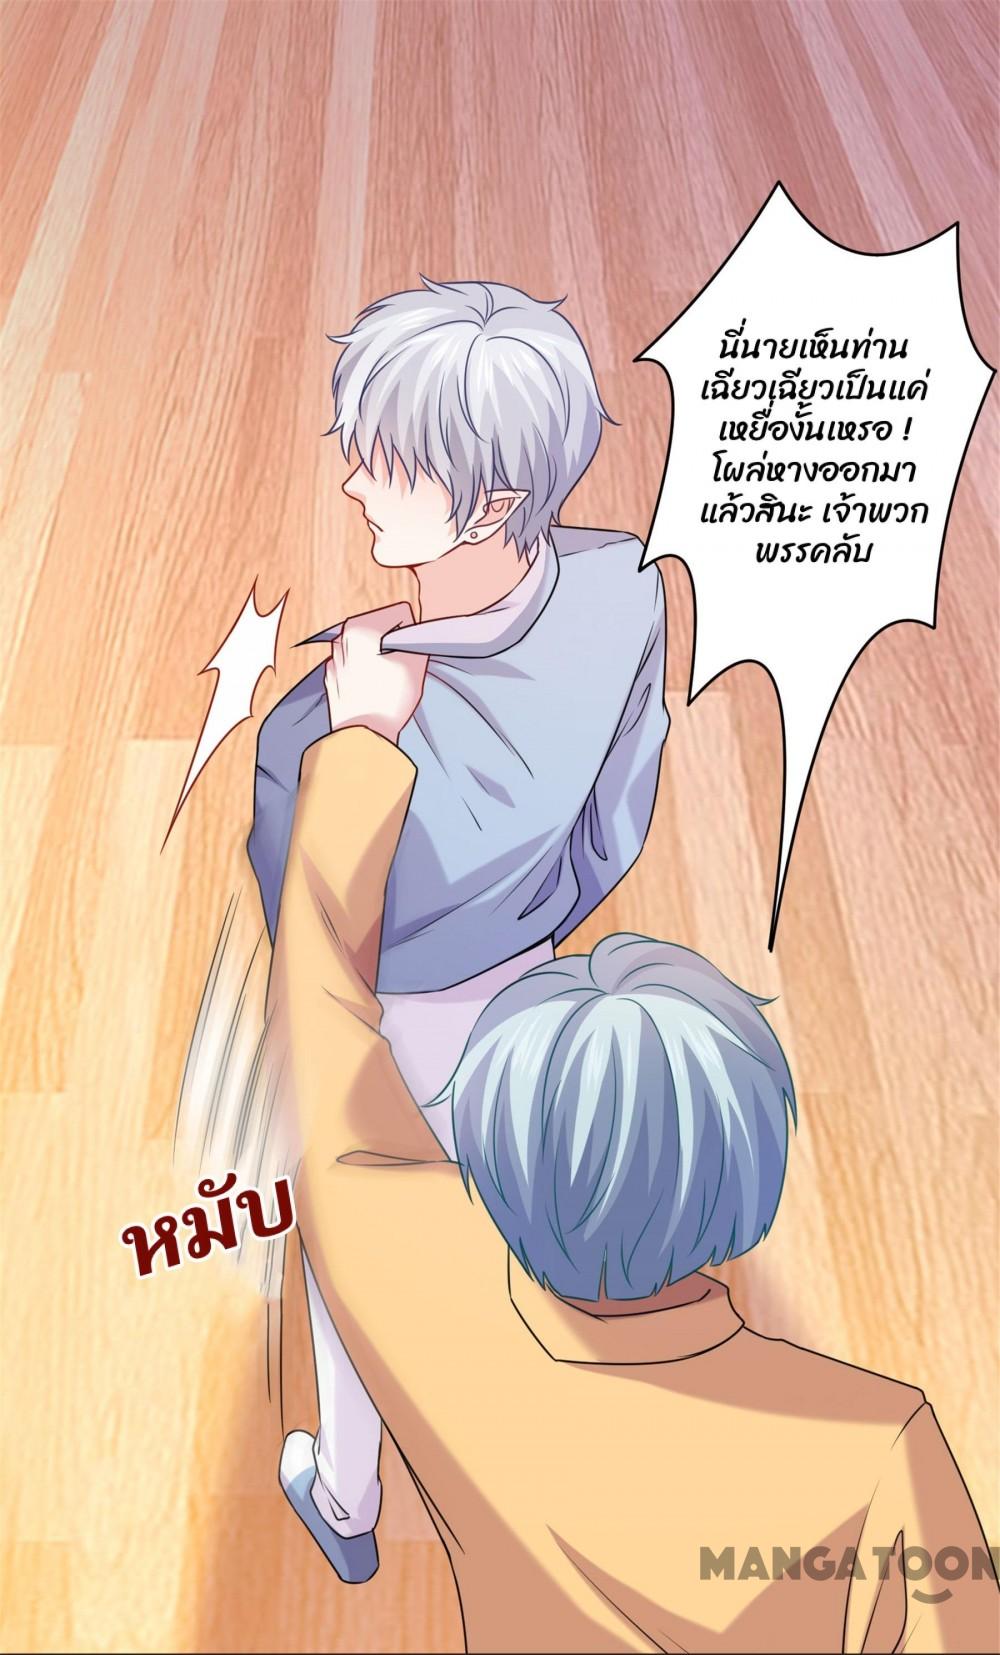 นี่นายเห็นท่าน
เฉียวเฉียวเป็นแค่
เหยื่องั้นเหรอ !
โผล่หางออกมา
แล้วสินะ เจ้าพวก
พรรคลับ
หมับ
MANGATOON